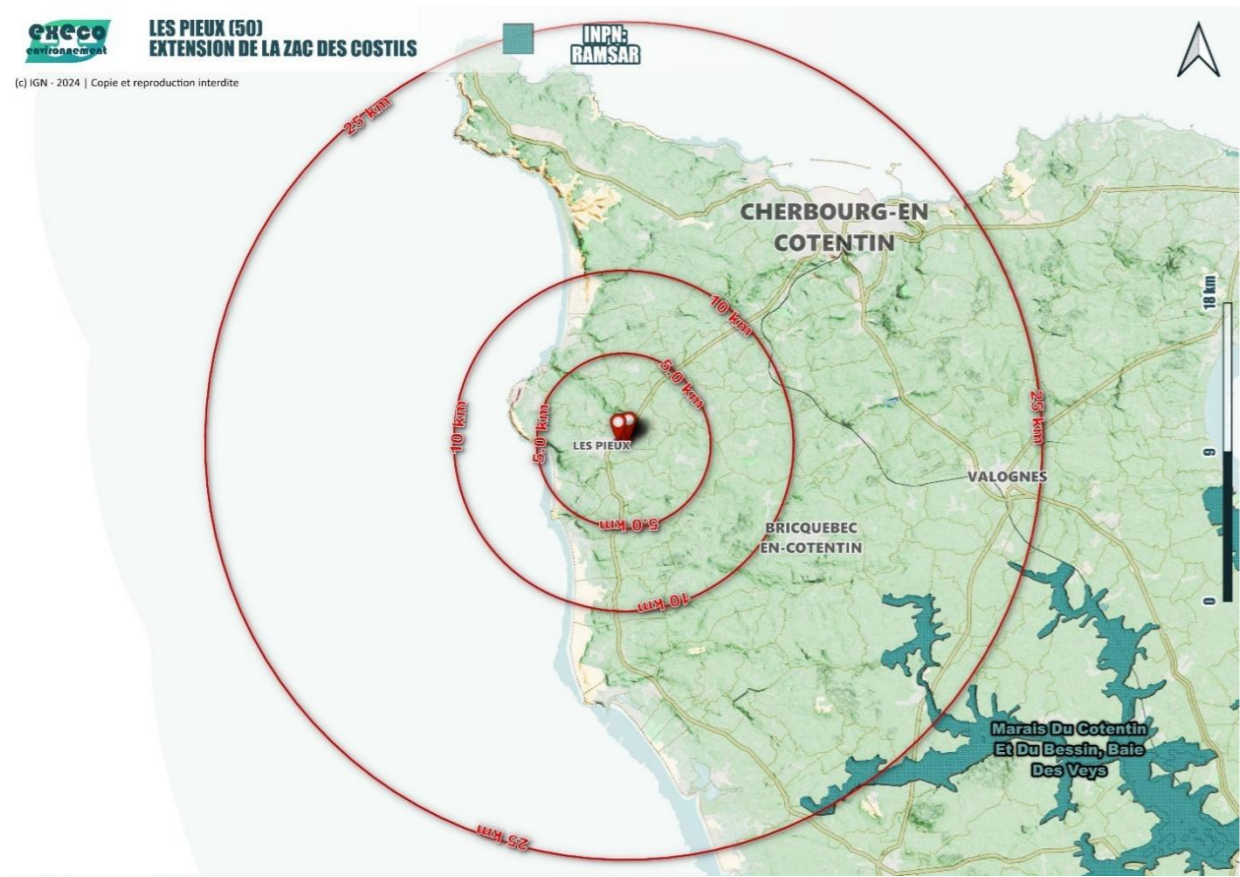 execo
environnement
LES PIEUX (50)
EXTENSION DE LA ZAC DES COSTILS
INPN:
RAMSAR
(c) IGN - 2024 | Copie et reproduction interdite
25 km
CHERBOURG-EN
COTENTIN
18 km
10 km
5.0 km
25 km
10 km
5.0 km
LES PIEUX
9
VALOGNES
5.0 km
BRICQUEBEC
EN-COTENTIN
10 km
0
Marais Du Cotentin
Et Du Bessin, Baie
Des Veys
25 km